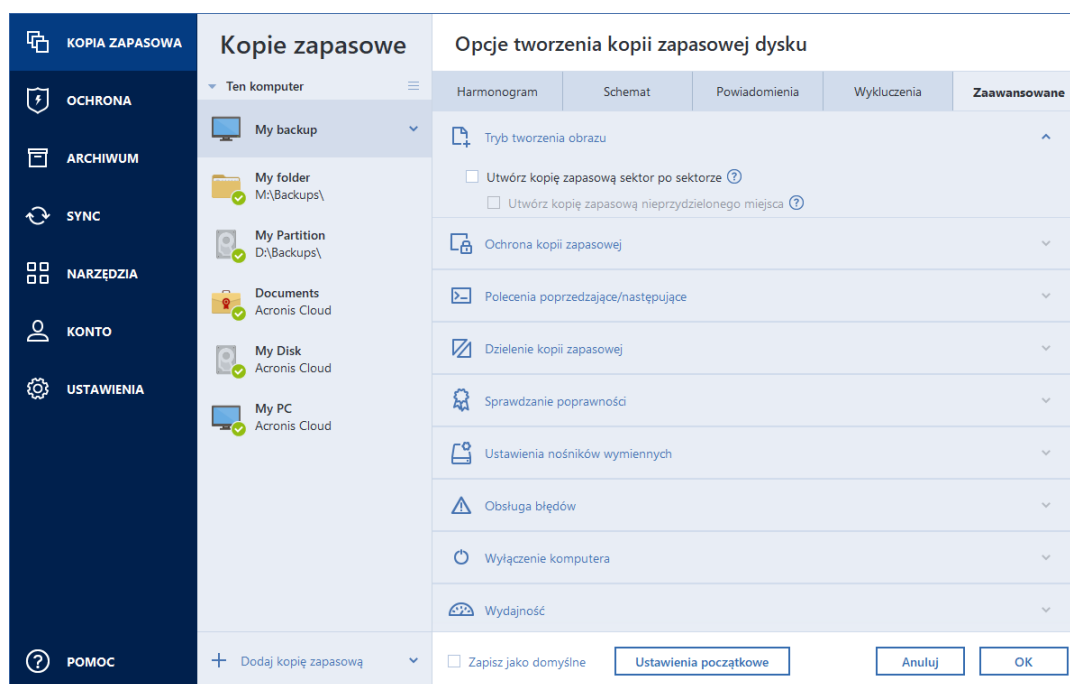 KOPIA ZAPASOWA
OCHRONA
ARCHIWUM
SYNC
NARZĘDZIA
KONTO
USTAWIENIA
POMOC
Kopie zapasowe
Ten komputer
My backup
My folder
M:\Backups\
My Partition
D:\Backups\
Documents
Acronis Cloud
My Disk
Acronis Cloud
My PC
Acronis Cloud
Dodaj kopię zapasową
Opcje tworzenia kopii zapasowej dysku
Harmonogram Schemat Powiadomienia Wykluczenia Zaawansowane
Tryb tworzenia obrazu
Utwórz kopię zapasową sektor po sektorze ?
Utwórz kopię zapasową nieprzydzielonego miejsca ?
Ochrona kopii zapasowej
Polecenia poprzedzające/następujące
Dzielenie kopii zapasowej
Sprawdzanie poprawności
Ustawienia nośników wymiennych
Obsługa błędów
Wyłączenie komputera
Wydajność
Zapisz jako domyślne Ustawienia początkowe Anuluj OK